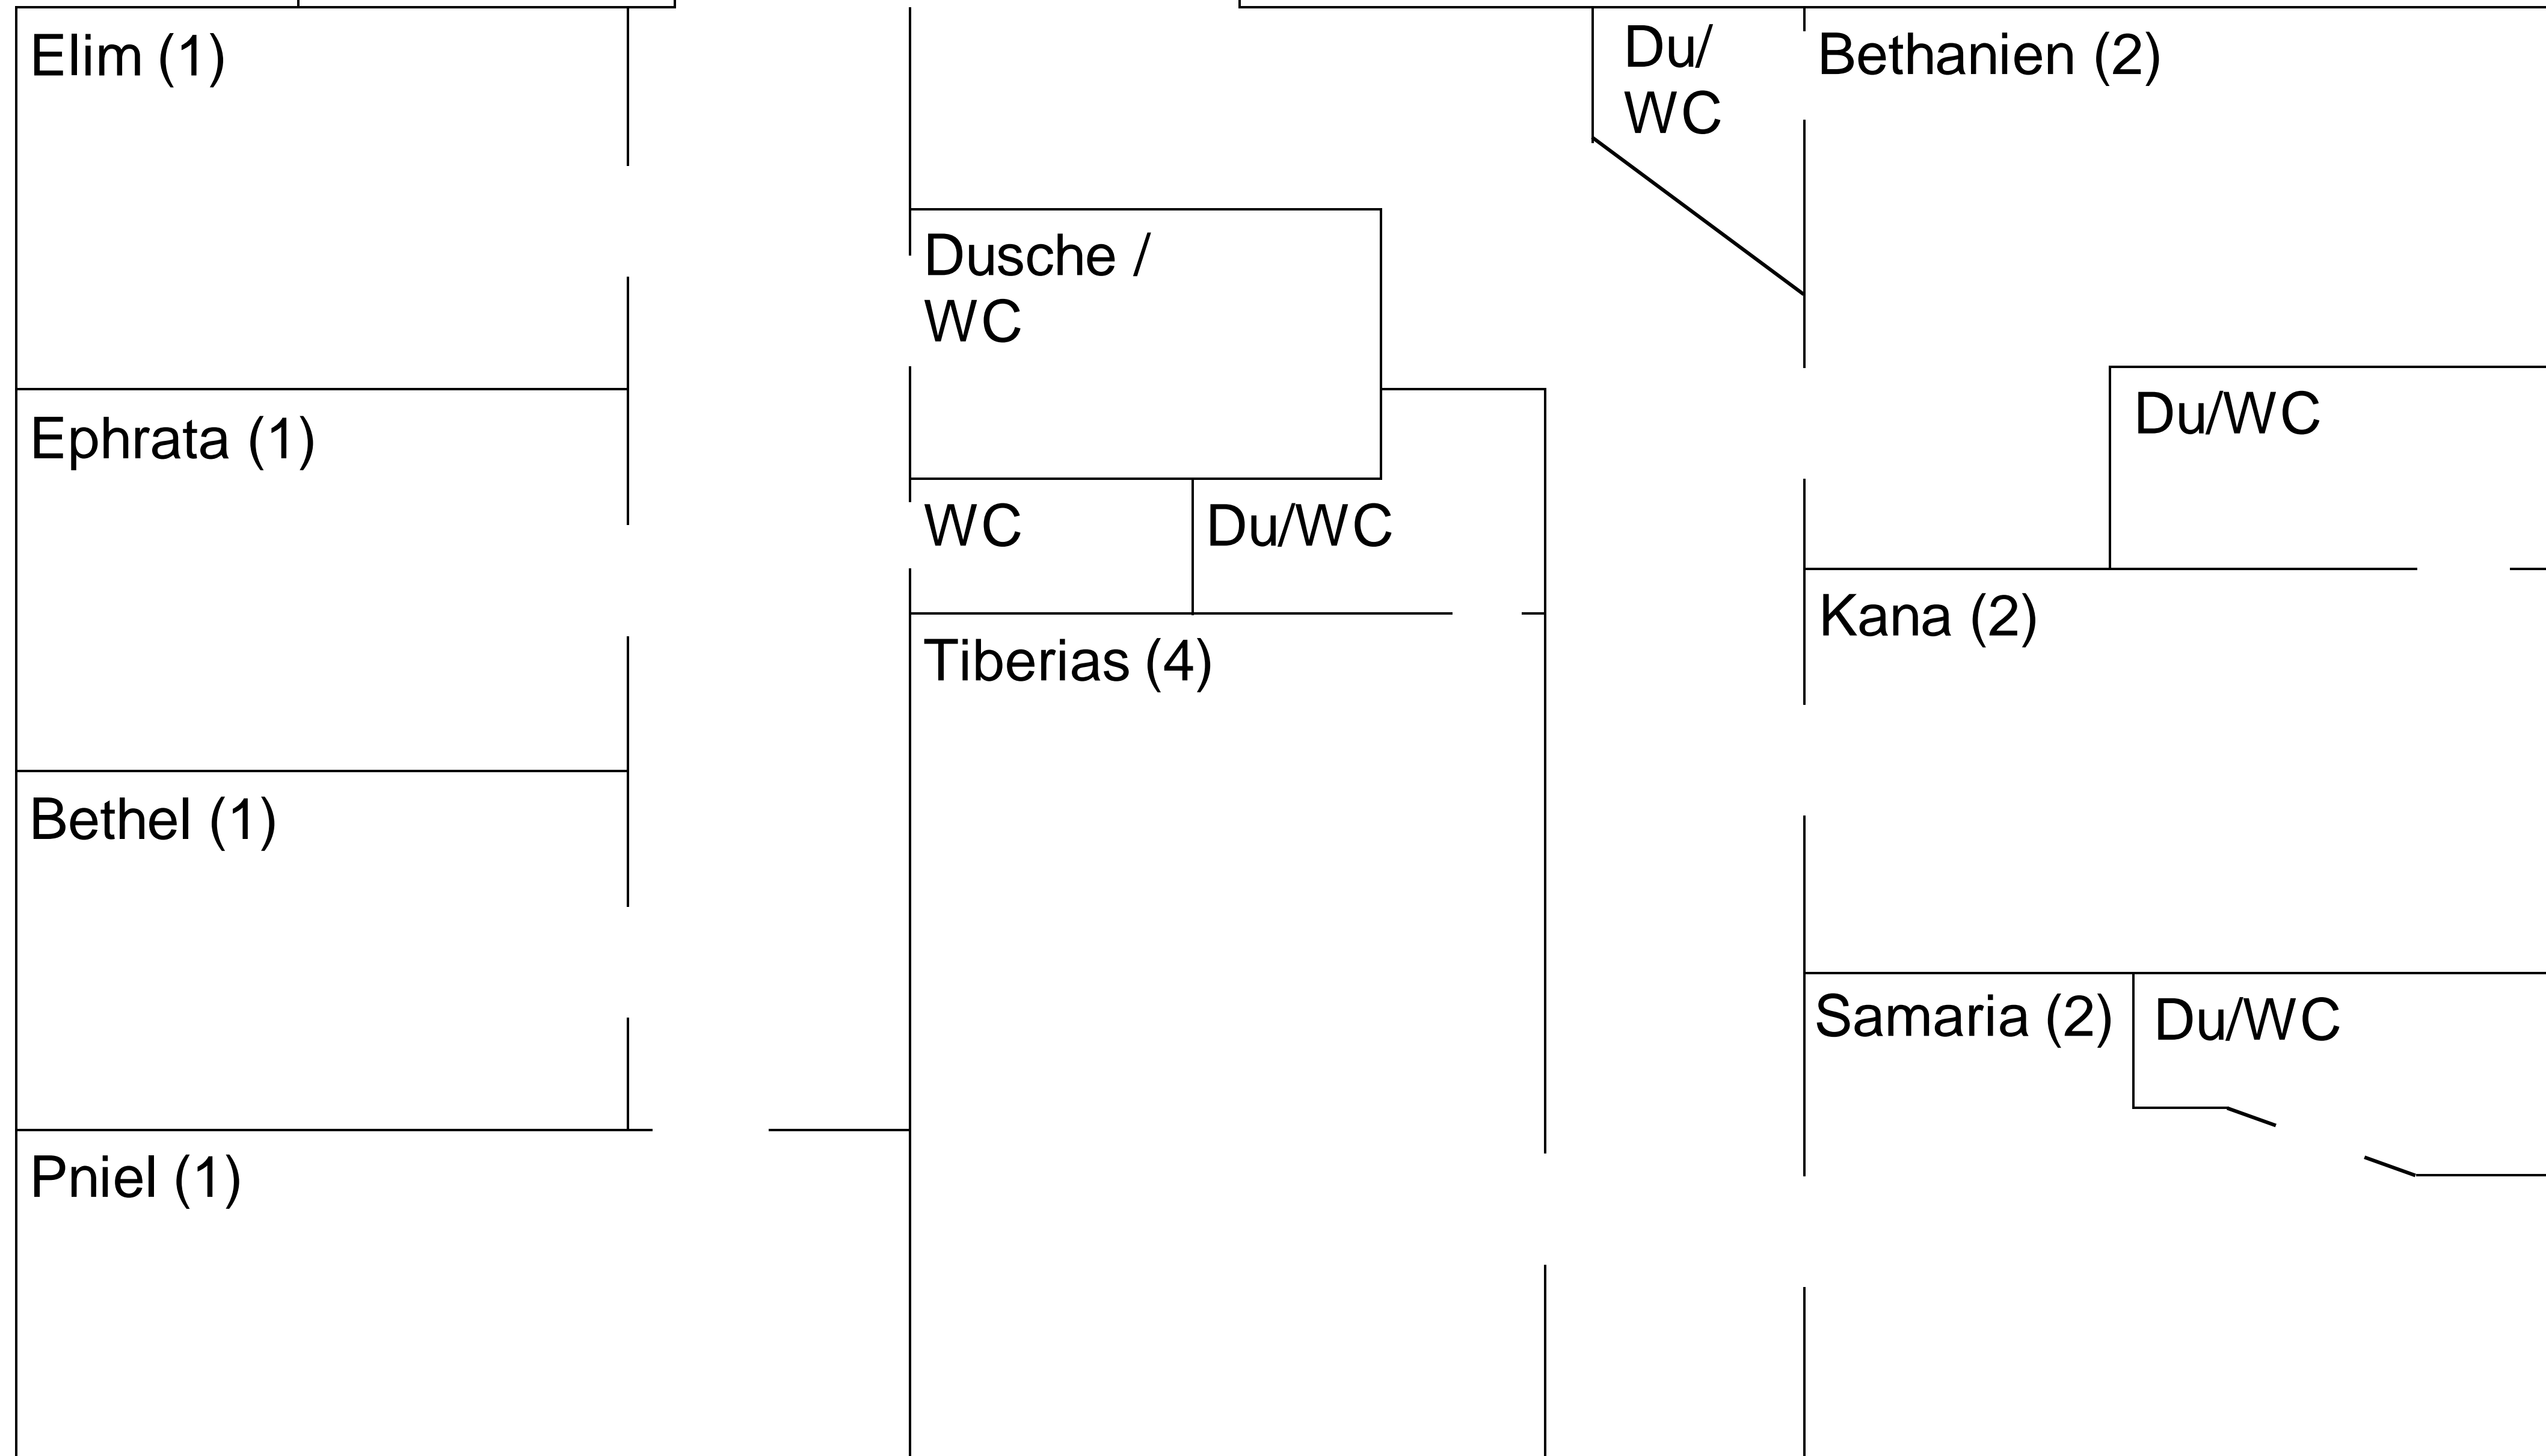 Elim (1)
Du/
WC
Bethanien (2)
Dusche /
WC
Ephrata (1)
Du/WC
WC
Du/WC
Kana (2)
Tiberias (4)
Bethel (1)
Samaria (2)
Du/WC
Pniel (1)